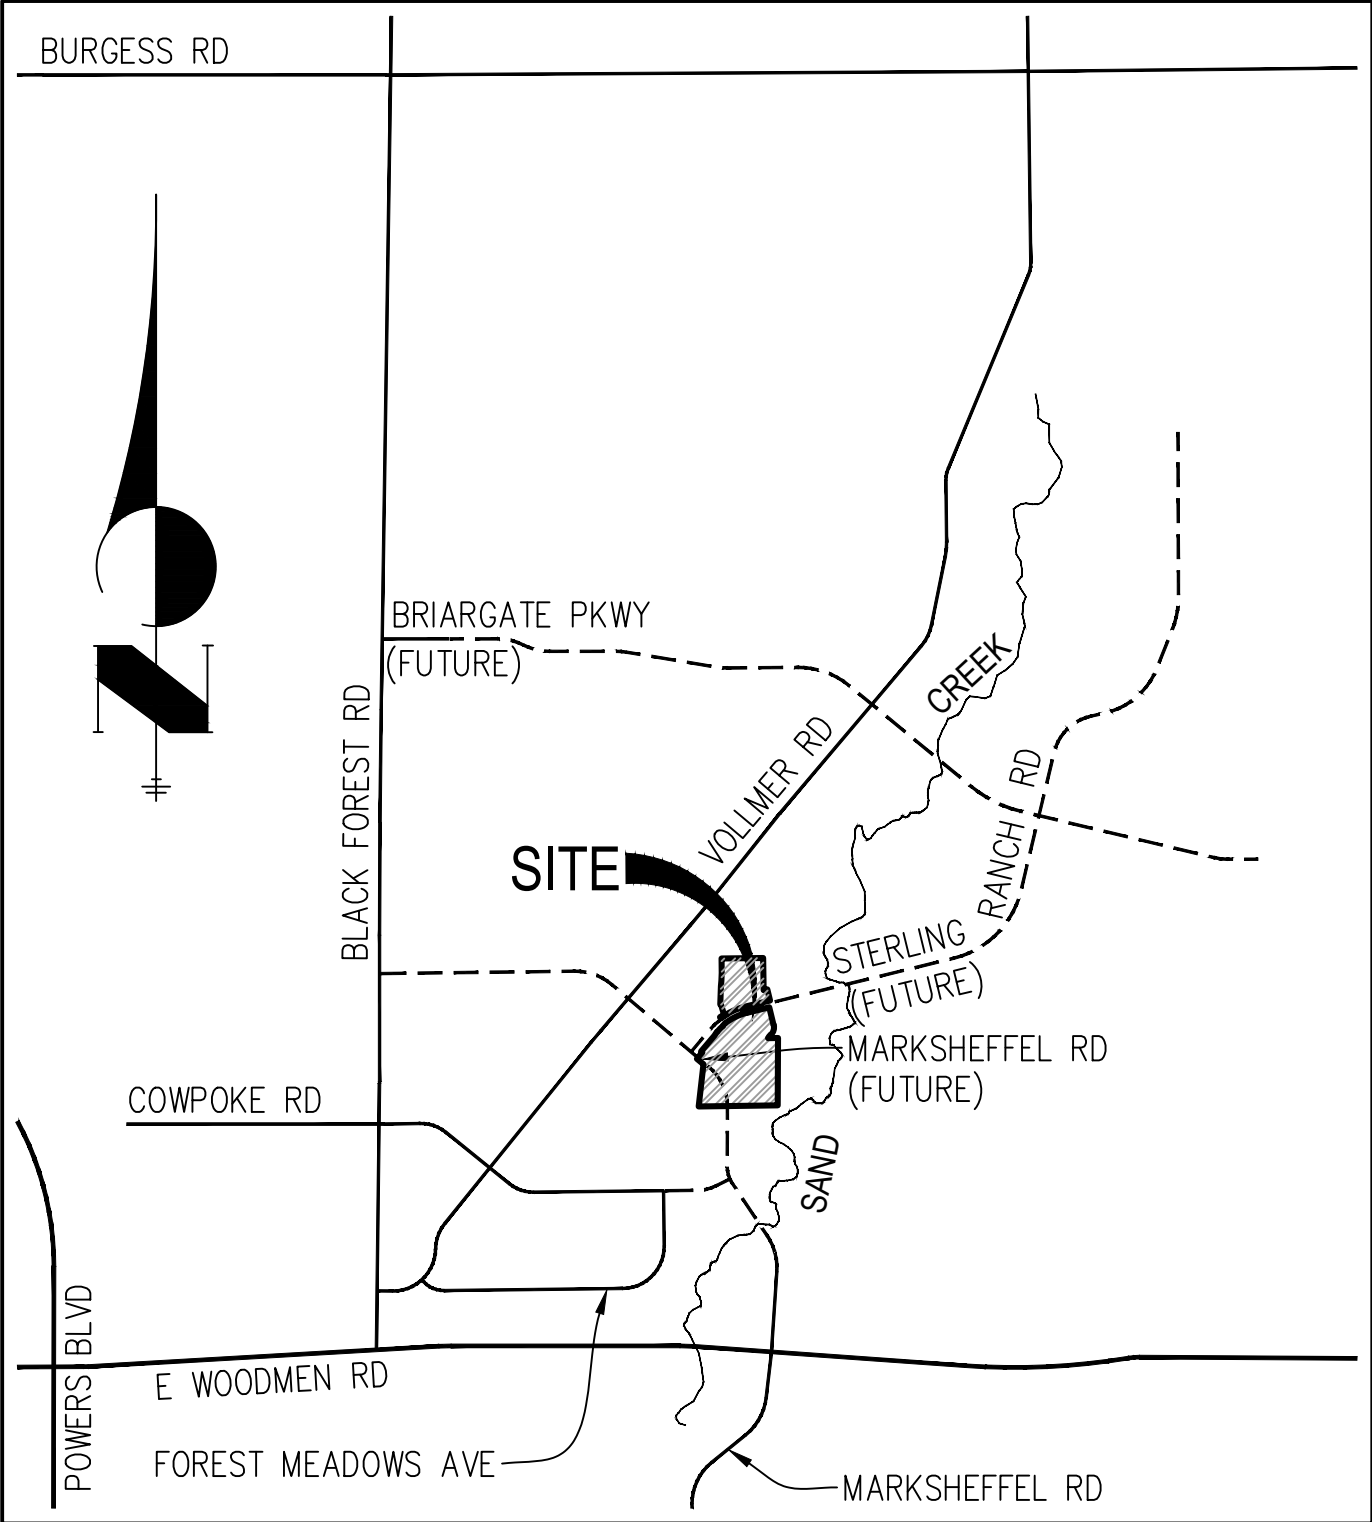 BURGESS RD
N
BRIARGATE PKWY
(FUTURE)
BLACK FOREST RD
VOLLMER RD
CREEK
RANCH RD
SITE
STERLING
(FUTURE)
MARKSHEFFEL RD
(FUTURE)
COWPOKE RD
SAND
POWERS BLVD
E WOODMEN RD
FOREST MEADOWS AVE
MARKSHEFFEL RD